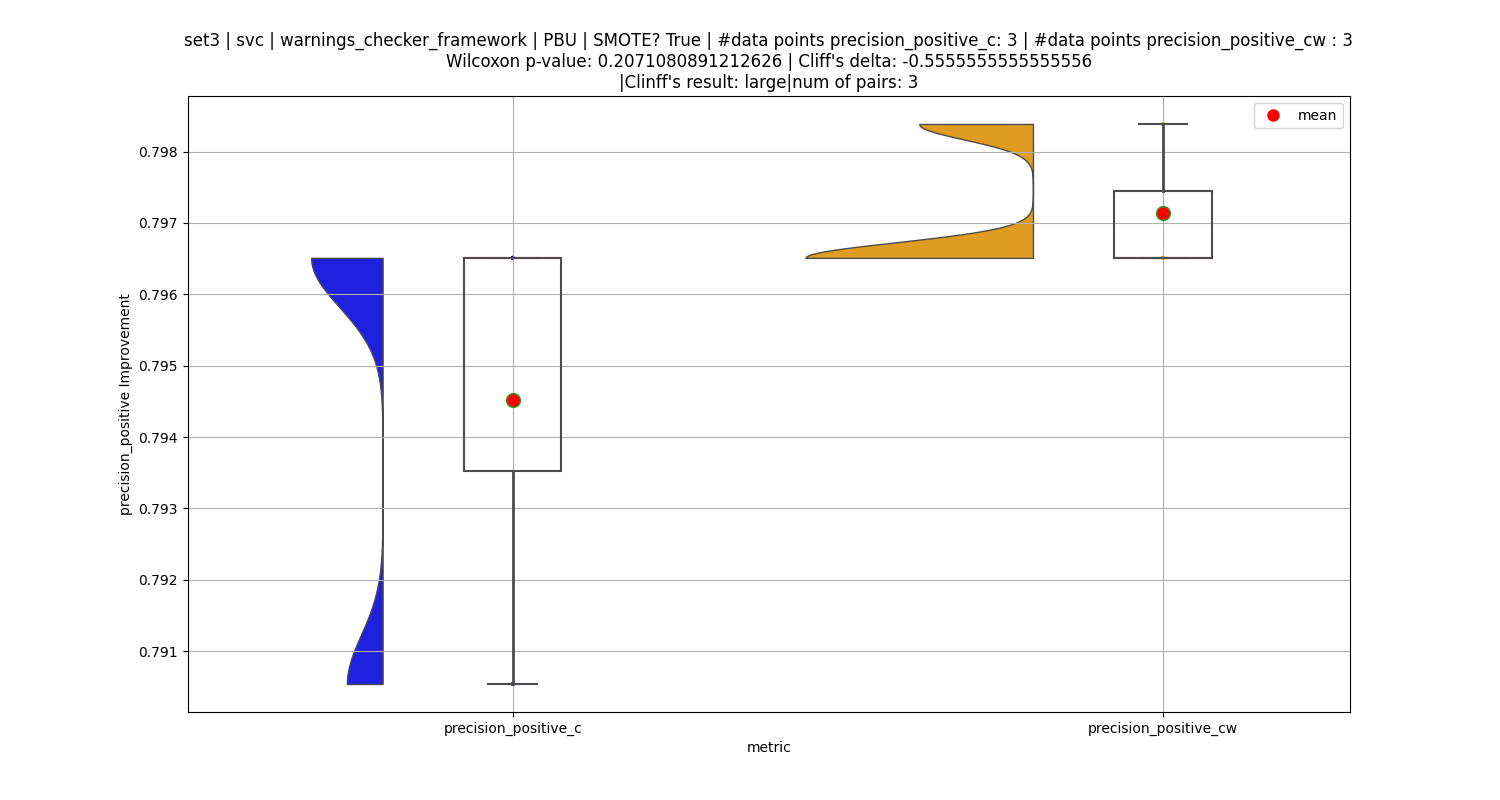 set3 | svc | warnings_checker_framework | PBU | SMOTE? True | #data points precision_positive_c: 3 | #data points precision_positive_cw : 3
Wilcoxon p-value: 0.2071080891212626 | Cliff's delta: -0.5555555555555556
|Clinff's result: large|num of pairs: 3
mean
0.798
0.797
0.796
0.795
0.794
0.793
0.792
0.791
precision_positive Improvement
precision_positive_c
precision_positive_cw
metric